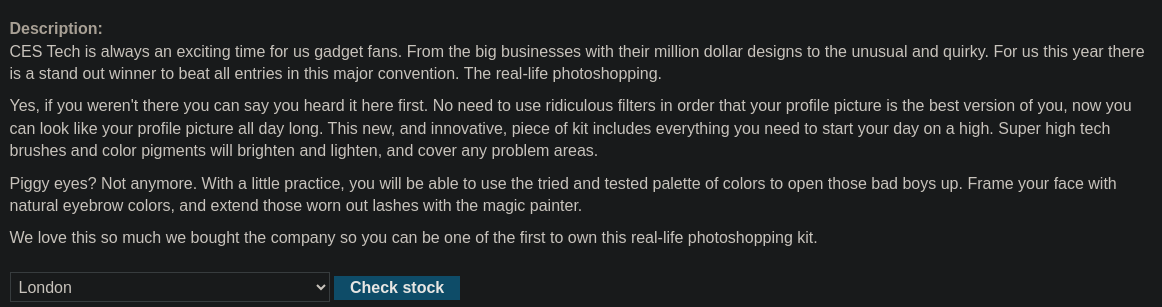 Description:
CES Tech is always an exciting time for us gadget fans. From the big businesses with their million dollar designs to the unusual and quirky. For us this year there
is a stand out winner to beat all entries in this major convention. The real-life photoshopping.
Yes, if you weren't there you can say you heard it here first. No need to use ridiculous filters in order that your profile picture is the best version of you, now you
can look like your profile picture all day long. This new, and innovative, piece of kit includes everything you need to start your day on a high. Super high tech
brushes and color pigments will brighten and lighten, and cover any problem areas.
Piggy eyes? Not anymore. With a little practice, you will be able to use the tried and tested palette of colors to open those bad boys up. Frame your face with
natural eyebrow colors, and extend those worn out lashes with the magic painter.
We love this so much we bought the company so you can be one of the first to own this real-life photoshopping kit.
London Check stock